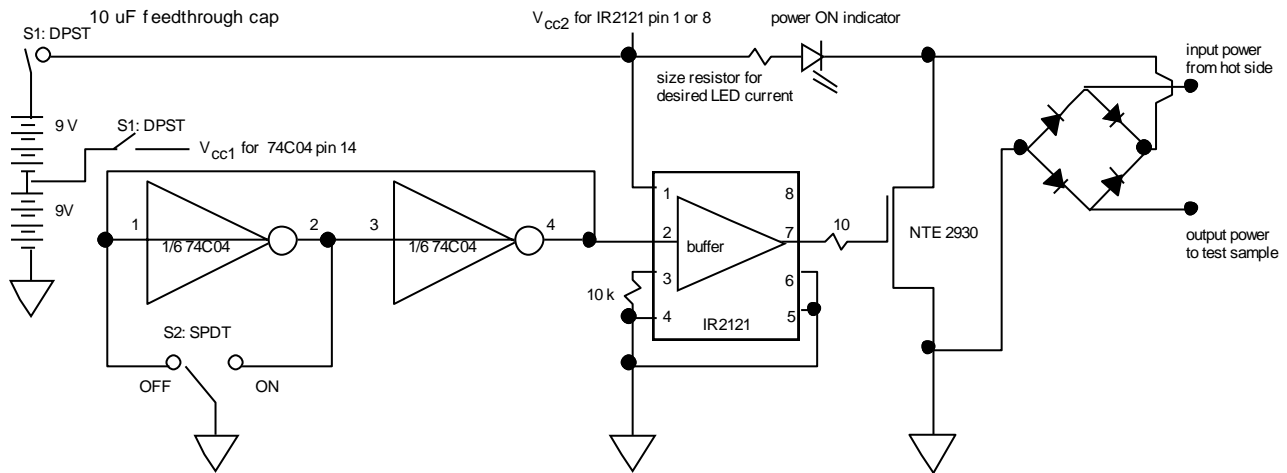 10 uF feedthrough cap
S1: DPST
V
cc2 for IR2121 pin 1 or 8
power ON indicator
input power
from hot side
size resistor for
desired LED current
9 V
S1: DPST
Vcc1 for 74C04 pin 14
9V
1
1/6 74C04
2
3
1/6 74C04
4
1
8
2
buffer
7
10
NTE 2930
output power
to test sample
3
6
10 k
4
5
IR2121
S2: SPDT
OFF
ON